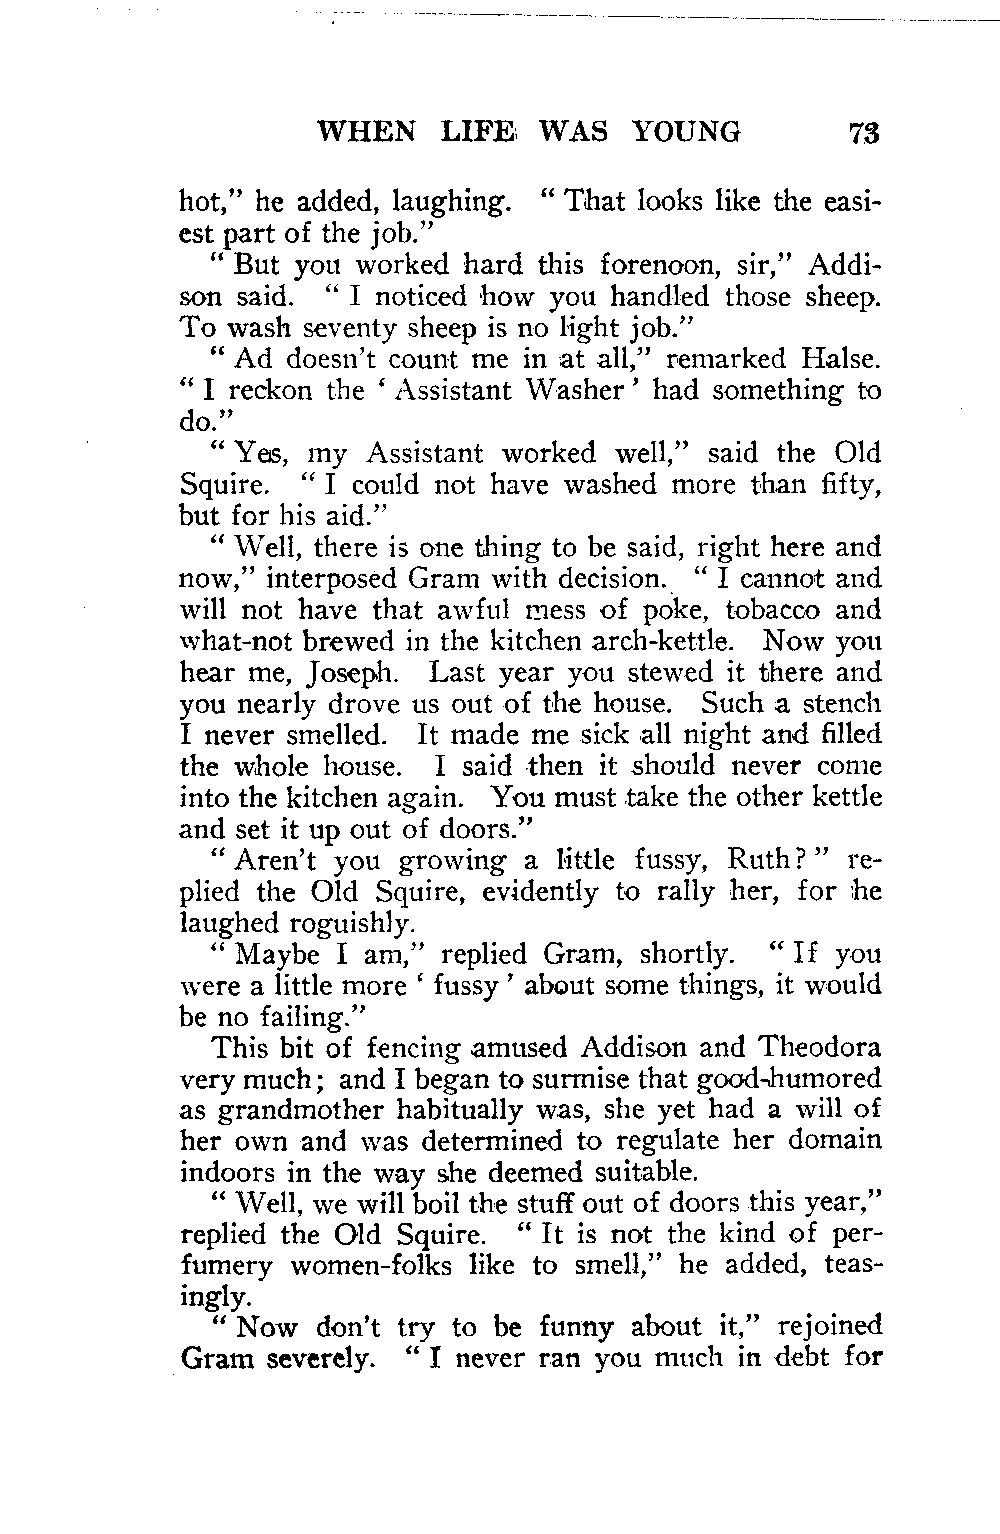 WHEN LIFE WAS YOUNG 73
hot,” he added, laughing. “ That looks like the easi-
est part of the job.”
“ But you worked hard this forenoon, sir,” Addi-
son said. “ I noticed how you handled those sheep.
To wash seventy sheep is no light job.”
“ Ad doesn’t count me in at all,” remarked Halse.
“ I reckon the ‘ Assistant Washer ’ had something to
do.”
“ Yes, my Assistant worked well,” said the Old
Squire. “ I could not have washed more than fifty,
but for his aid.”
“ Well, there is one thing to be said, right here and
now,” interposed Gram with decision. “ I cannot and
will not have that awful mess of poke, tobacco and
what-not brewed in the kitchen arch-kettle. Now you
hear me, Joseph. Last year you stewed it there and
you nearly drove us out of the house. Such a stench
I never smelled. It made me sick all night and filled
the whole house. I said then it should never come
into the kitchen again. You must take the other kettle
and set it up out of doors.”
“ Aren’t you growing a little fussy, Ruth? ” re-
plied the Old Squire, evidently to rally her, for he
laughed roguishly.
“ Maybe I am,” replied Gram, shortly. “ If you
were a little more ‘ fussy ’ about some things, it would
be no failing.”
This bit of fencing amused Addison and Theodora
very much; and I began to surmise that good-humored
as grandmother habitually was, she yet had a will of
her own and was determined to regulate her domain
indoors in the way she deemed suitable.
“ Well, we will boil the stuff out of doors this year,”
replied the Old Squire. “ It is not the kind of per-
fumery women-folks like to smell,” he added, teas-
ingly.
“ Now don’t try to be funny about it,” rejoined
Gram severely. “ I never ran you much in debt for